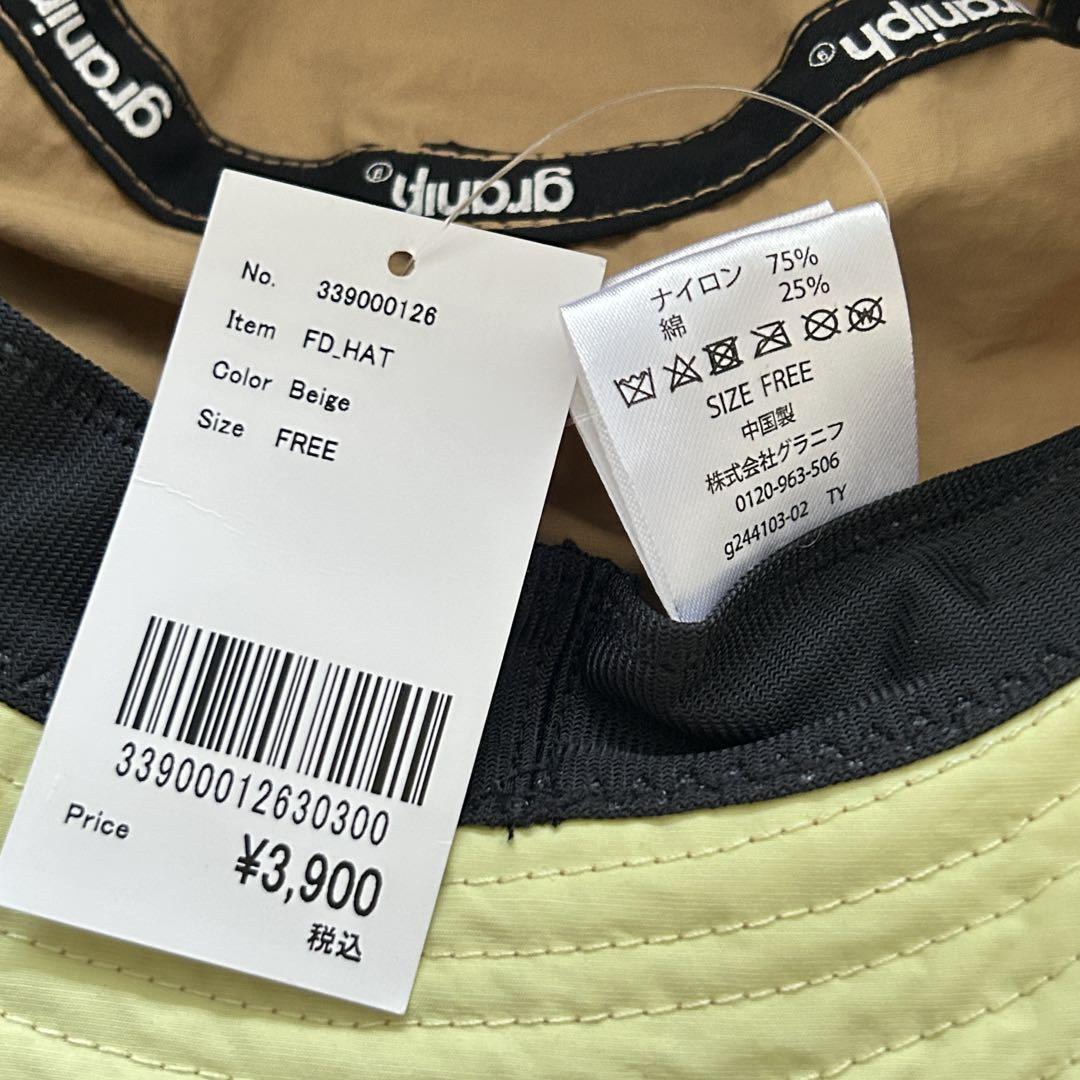 graniph
graniph
graniph
No. 339000126
Item FD_HAT
Color Beige
Size FREE
33900012630300
Price
¥3,900
税込
ナイロン 75%
綿 25%
SIZE FREE
中国製
株式会社グラニフ
0120-963-506
g244103-02 TY